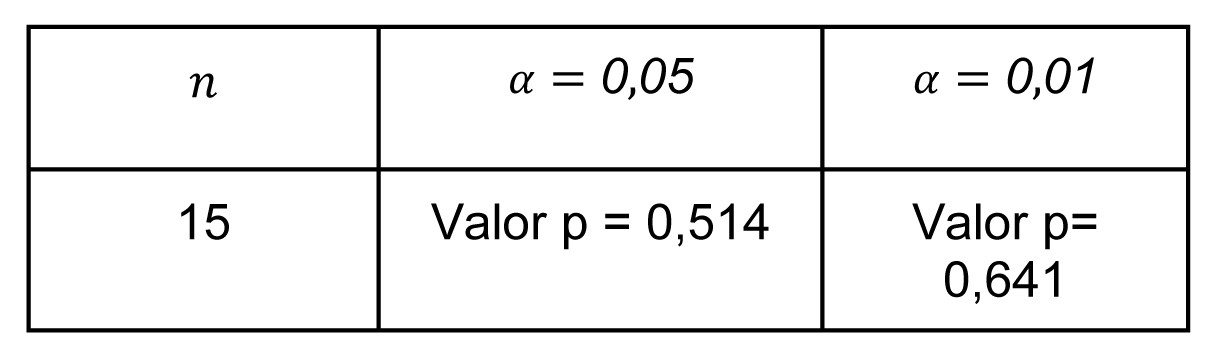 n α = 0,05 α = 0,01
15 Valor p = 0,514 Valor p=
0,641